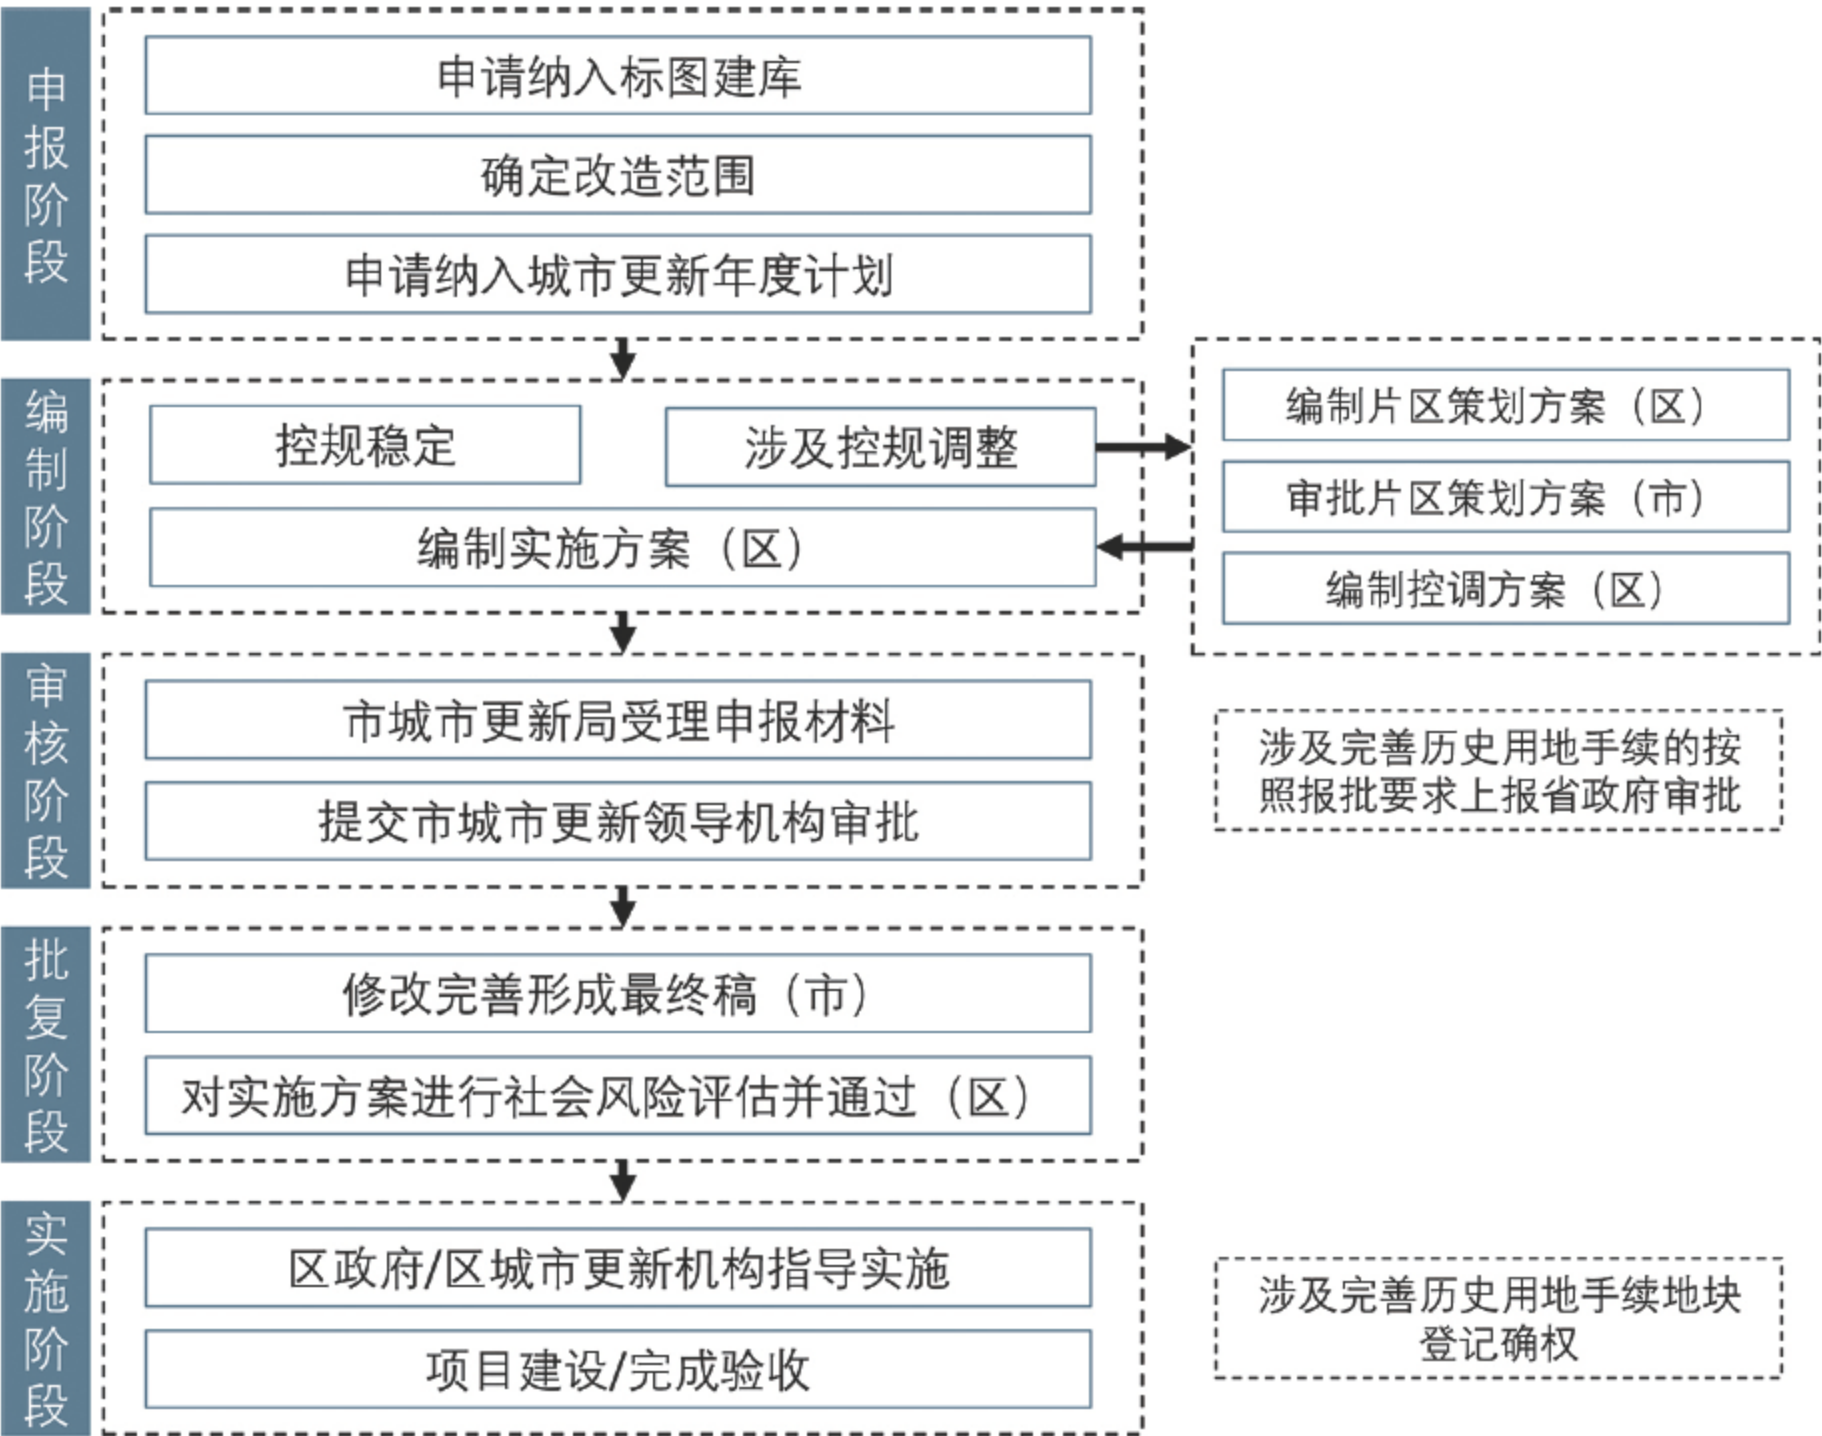 申报阶段
申请纳入标图建库
确定改造范围
申请纳入城市更新年度计划
编制阶段
控规稳定
涉及控规调整
编制实施方案（区）
编制片区策划方案（区）
审批片区策划方案（市）
编制控调方案（区）
审核阶段
市城市更新局受理申报材料
提交市城市更新领导机构审批
涉及完善历史用地手续的按
照报批要求上报省政府审批
批复阶段
修改完善形成最终稿（市）
对实施方案进行社会风险评估并通过（区）
实施阶段
区政府/区城市更新机构指导实施
项目建设/完成验收
涉及完善历史用地手续地块
登记确权